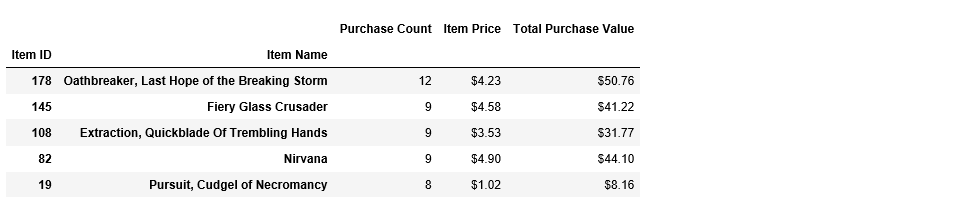 Purchase Count Item Price Total Purchase Value
Item ID Item Name
178 Oathbreaker, Last Hope of the Breaking Storm 12 $4.23 $50.76
145 Fiery Glass Crusader 9 $4.58 $41.22
108 Extraction, Quickblade Of Trembling Hands 9 $3.53 $31.77
82 Nirvana 9 $4.90 $44.10
19 Pursuit, Cudgel of Necromancy 8 $1.02 $8.16